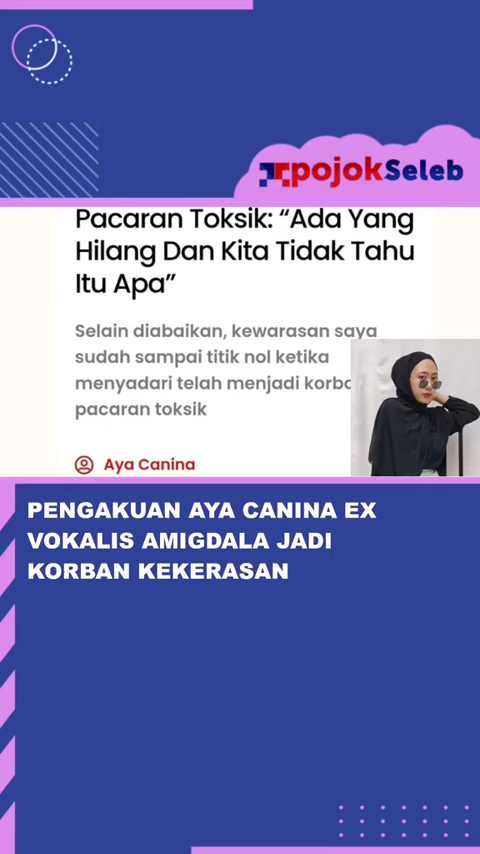 pojokSeleb
Pacaran Toksik: “Ada Yang
Hilang Dan Kita Tidak Tahu
Itu Apa”
Selain diabaikan, kewarasan saya
sudah sampai titik nol ketika
menyadari telah menjadi
pacaran toksik
Aya Canina
PENGAKUAN AYA CANINA EX
VOKALIS AMIGDALA JADI
KORBAN KEKERASAN